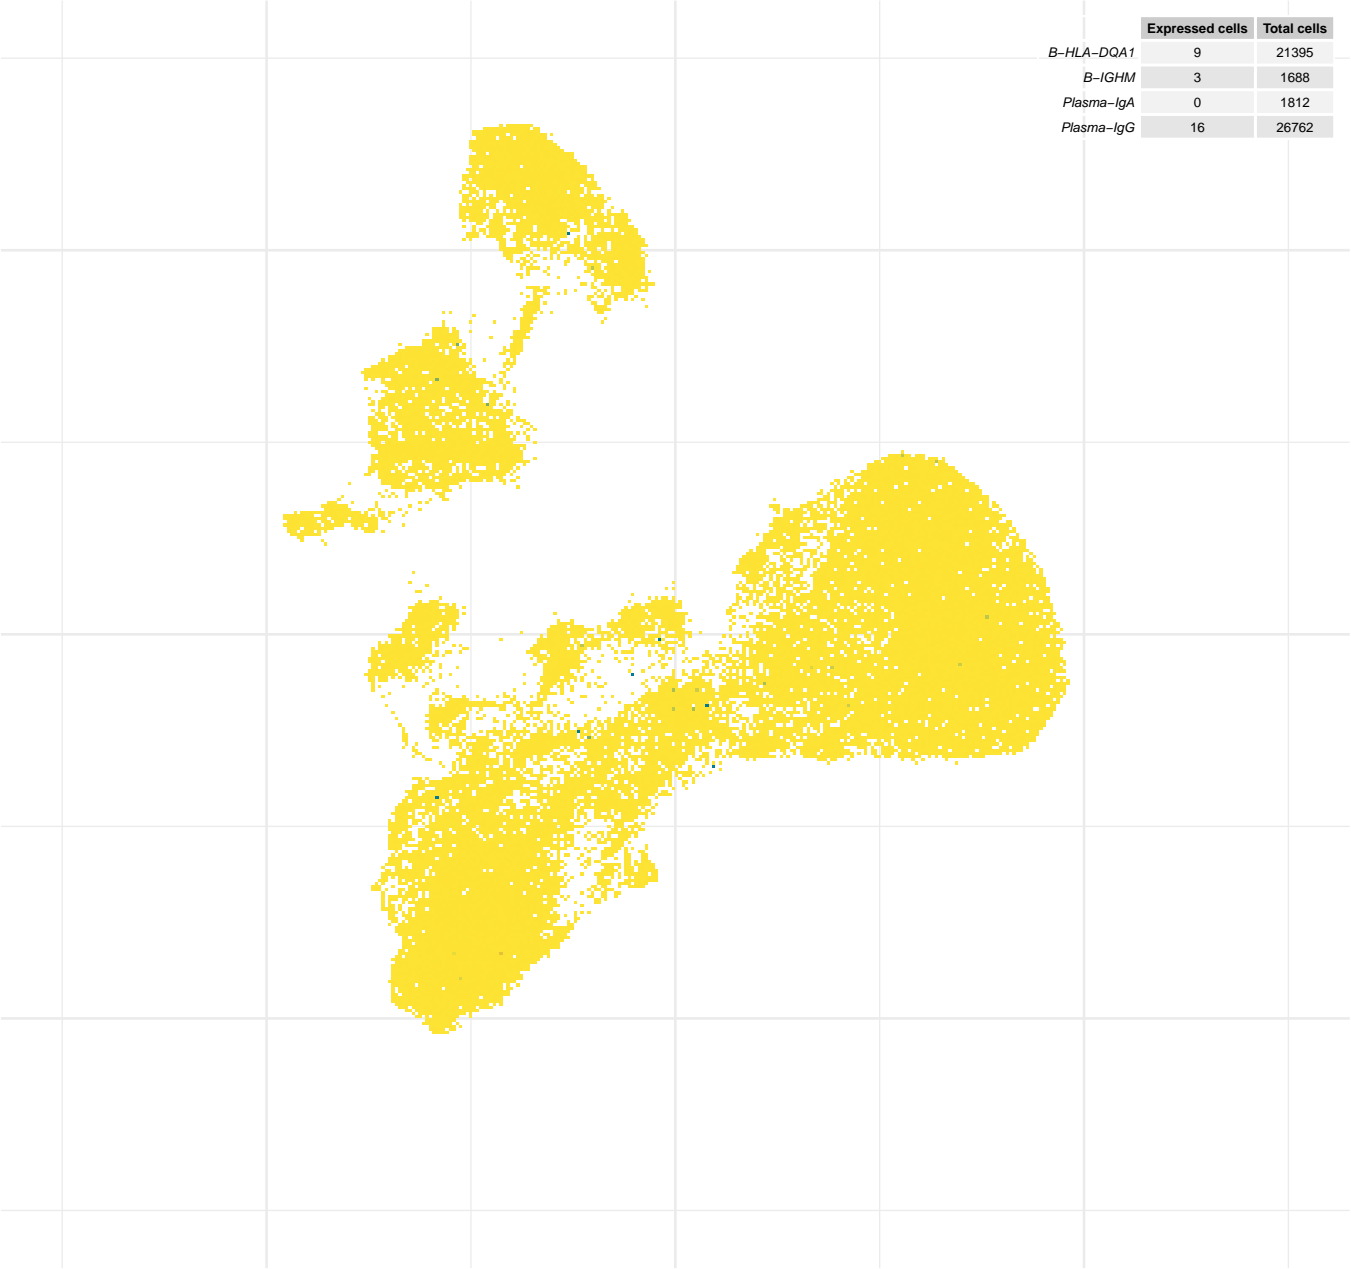 Expressed cells Total cells
B−HLA−DQA1 9 21395
B−IGHM 3 1688
Plasma−IgA 0 1812
Plasma−IgG 16 26762